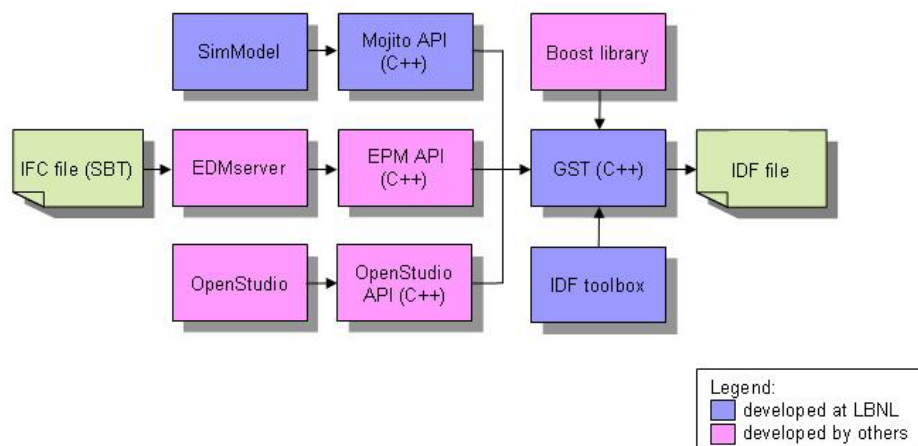 SimModel
Mojito API
(C++)
Boost library
IFC file (SBT)
EDMserver
EPM API
(C++)
GST (C++)
IDF file
OpenStudio
OpenStudio
API (C++)
IDF toolbox
Legend:
developed at LBNL
developed by others